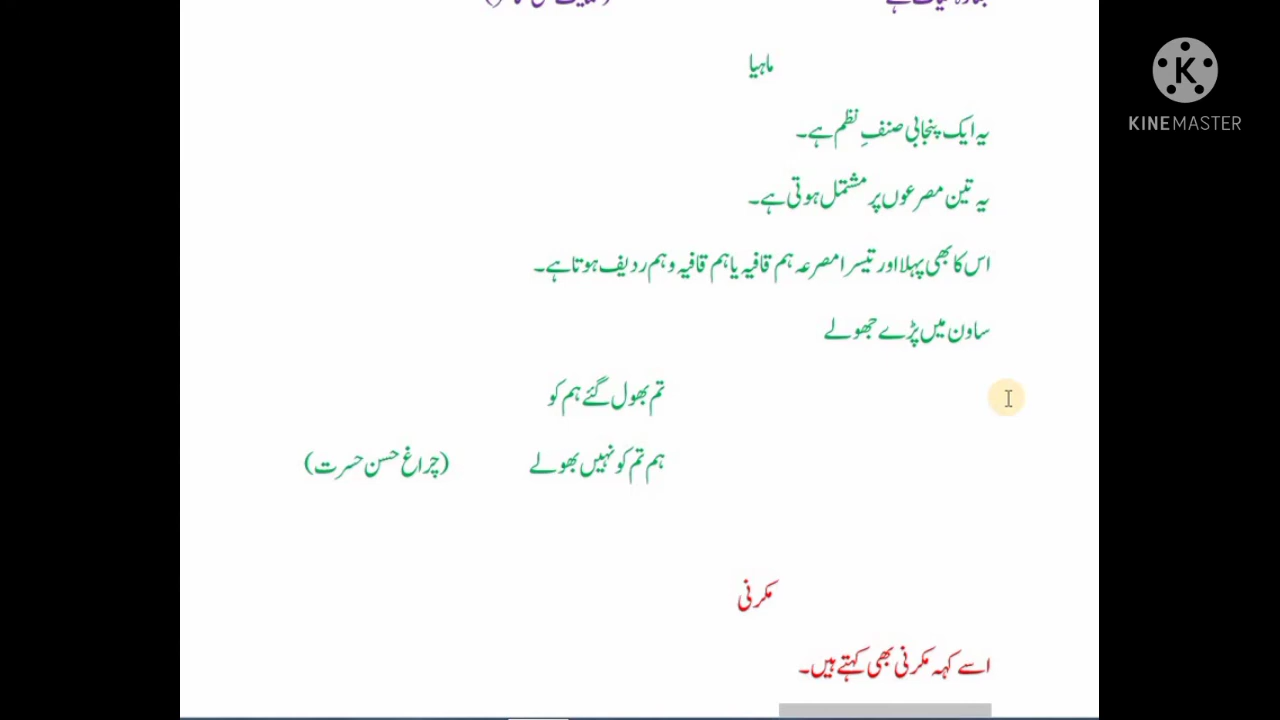 ماہیا
یہ ایک پنجابی صنفِ نظم ہے۔
یہ تین مصرعوں پر مشتمل ہوتی ہے۔
اس کا بھی پہلا اور تیسرا مصرعہ ہم قافیہ یا ہم قافیہ و ہم ردیف ہوتا ہے۔
ساون میں پڑے جھولے
تم بھول گئے ہم کو
ہم تم کو نہیں بھولے (چراغ حسن حسرت)
مکرنی
اسے کہہ مکرنی بھی کہتے ہیں۔
K
KINEMASTER